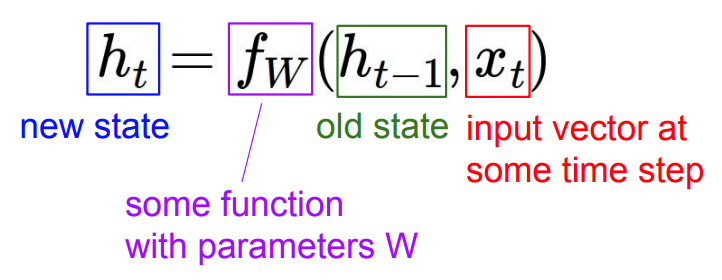 h_t = f_W(h_{t-1}, x_t)
new state
old state
input vector at
some time step
some function
with parameters W